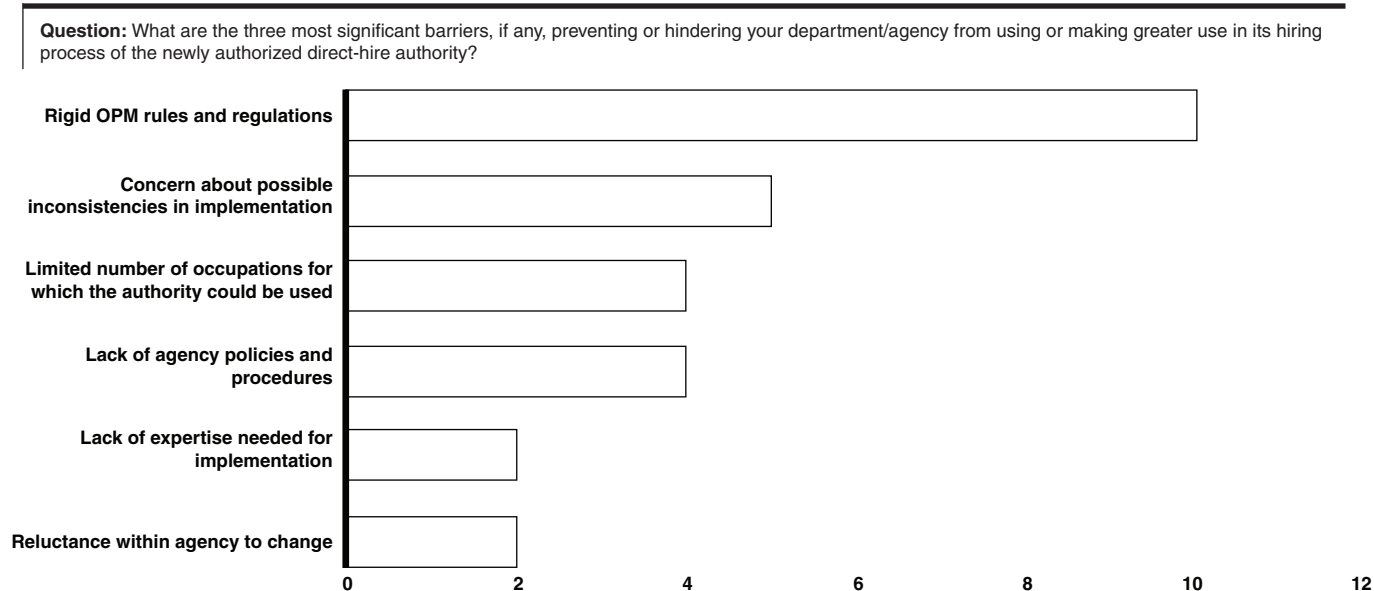 Question: What are the three most significant barriers, if any, preventing or hindering your department/agency from using or making greater use in its hiring
process of the newly authorized direct-hire authority?
Rigid OPM rules and regulations
Concern about possible
inconsistencies in implementation
Limited number of occupations for
which the authority could be used
Lack of agency policies and
procedures
Lack of expertise needed for
implementation
Reluctance within agency to change
0 2 4 6 8 10 12